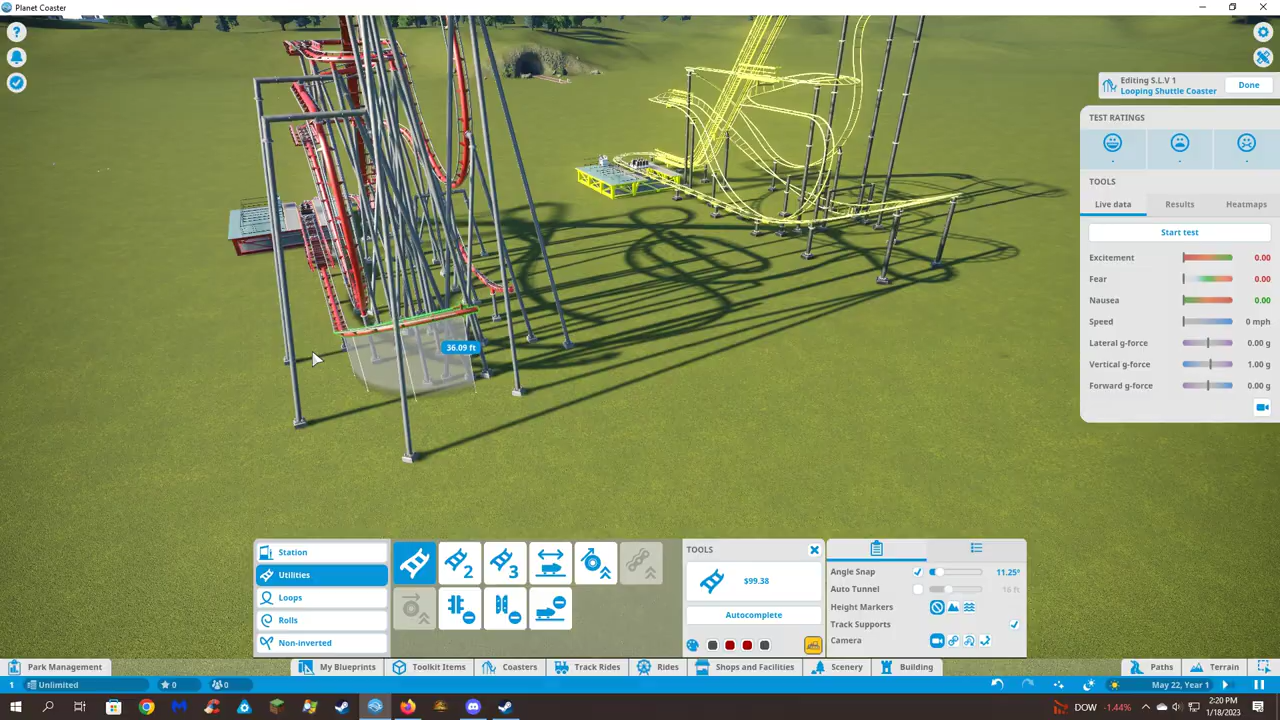 Planet Coaster
Editing S.L.V 1
Looping Shuttle Coaster
Done
TEST RATINGS
-
-
-
TOOLS
Live data
Results
Heatmaps
Start test
Excitement 0.00
Fear 0.00
Nausea 0.00
Speed 0 mph
Lateral g-force 0.00 g
Vertical g-force 1.00 g
Forward g-force 0.00 g
36.09 ft
Station
Utilities
Loops
Rolls
Non-inverted
2
3
TOOLS
$99.38
Autocomplete
Angle Snap 11.25°
Auto Tunnel 16 ft
Height Markers
Track Supports
Camera
Park Management
My Blueprints
Toolkit Items
Coasters
Track Rides
Rides
Shops and Facilities
Scenery
Building
Paths
Terrain
1
Unlimited
0
0
May 22, Year 1
DOW -1.44%
2:20 PM
1/18/2023